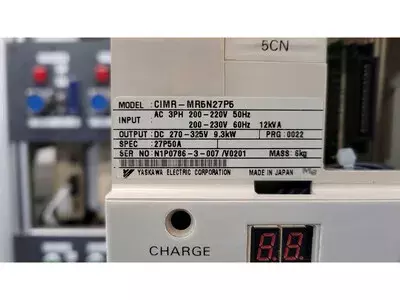 5CN
MODEL : CIMR-MR5N27P5
INPUT : AC 3PH 200-220V 50Hz
200-230V 60Hz 12kVA
OUTPUT : DC 270-325V 9.3kW PRG 0022
SPEC : 27P50A
SER NO : N1P0786-3-007 /V0201 MASS: 6kg
YASKAWA ELECTRIC CORPORATION MADE IN JAPAN
CHARGE